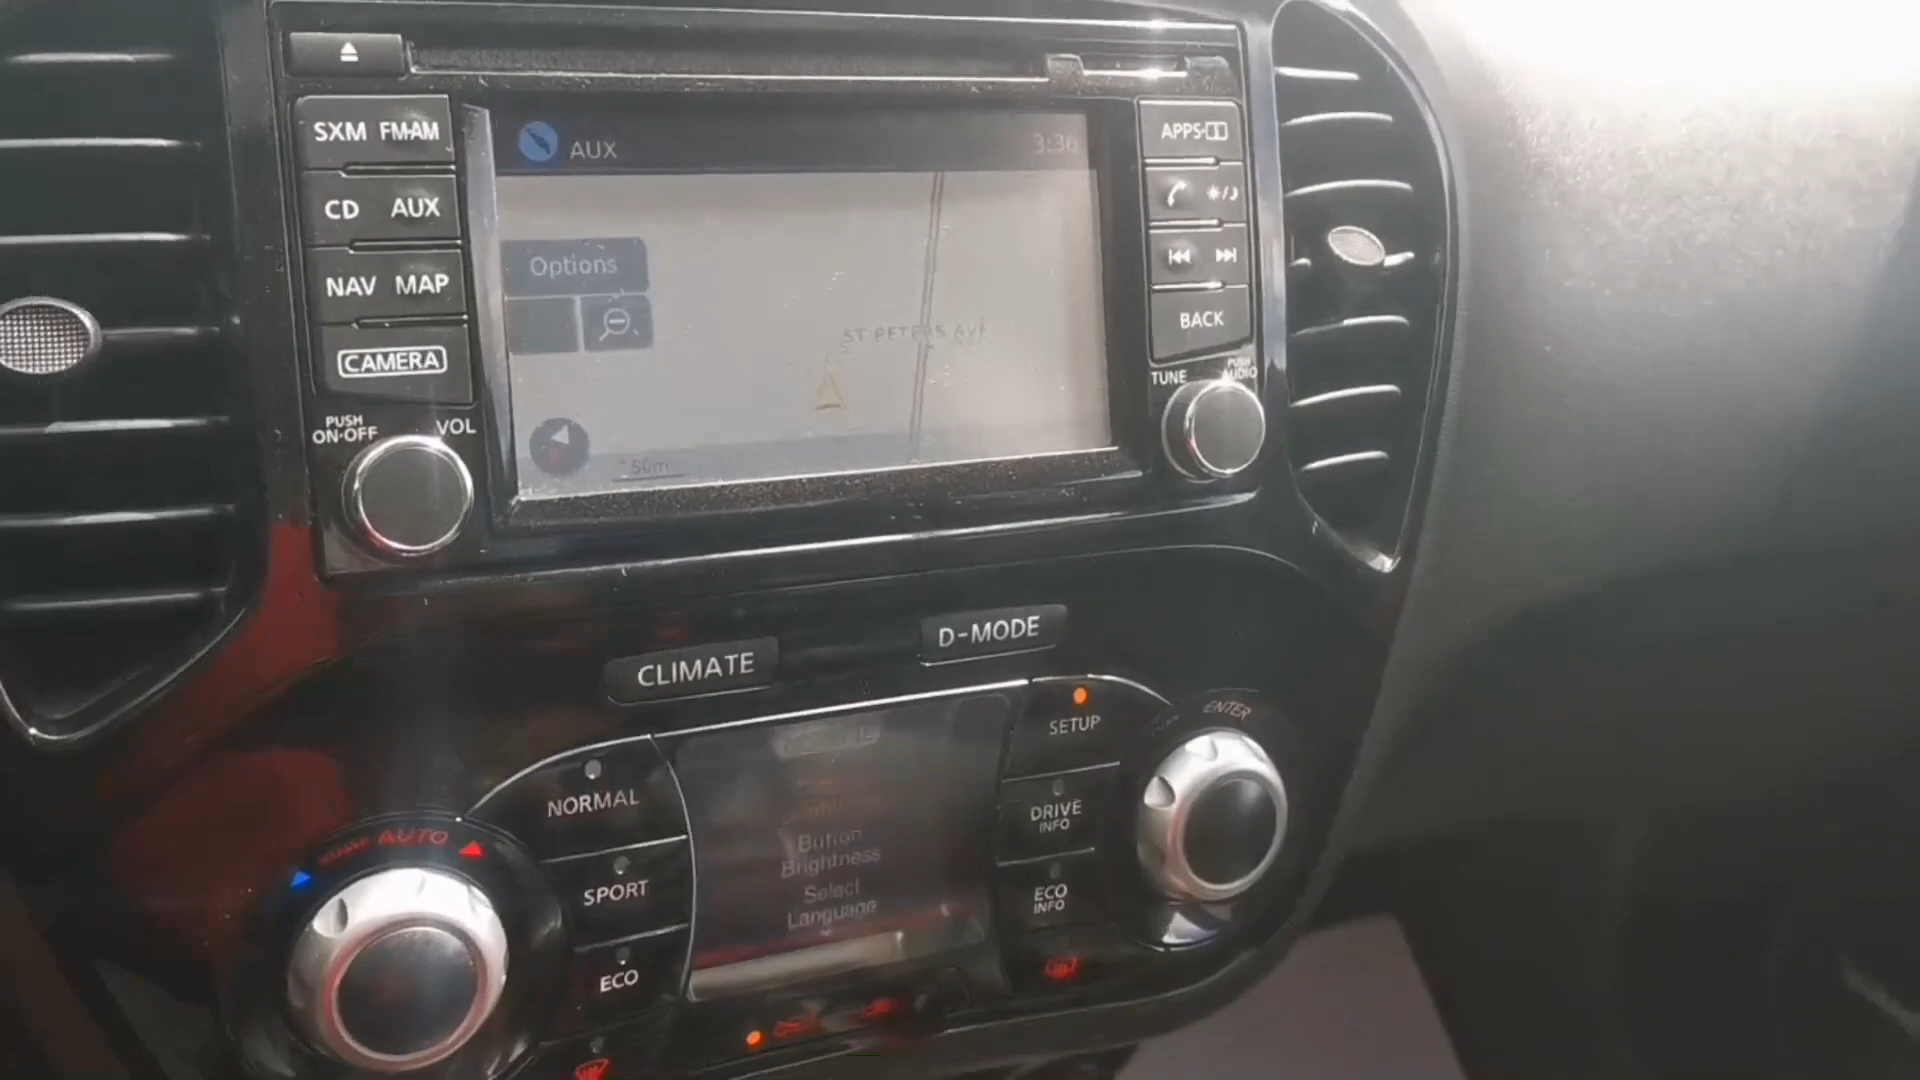 SXM FM·AM
CD AUX
NAV MAP
CAMERA
PUSH
ON·OFF
VOL
AUX
3:30
Options
ST PETERS AVE
50m
APPS·
BACK
TUNE
PUSH
AUDIO
CLIMATE
D-MODE
NORMAL
SPORT
ECO
AUTO
Button
Brightness
Select
Language
SETUP
DRIVE
INFO
ECO
INFO
ENTER